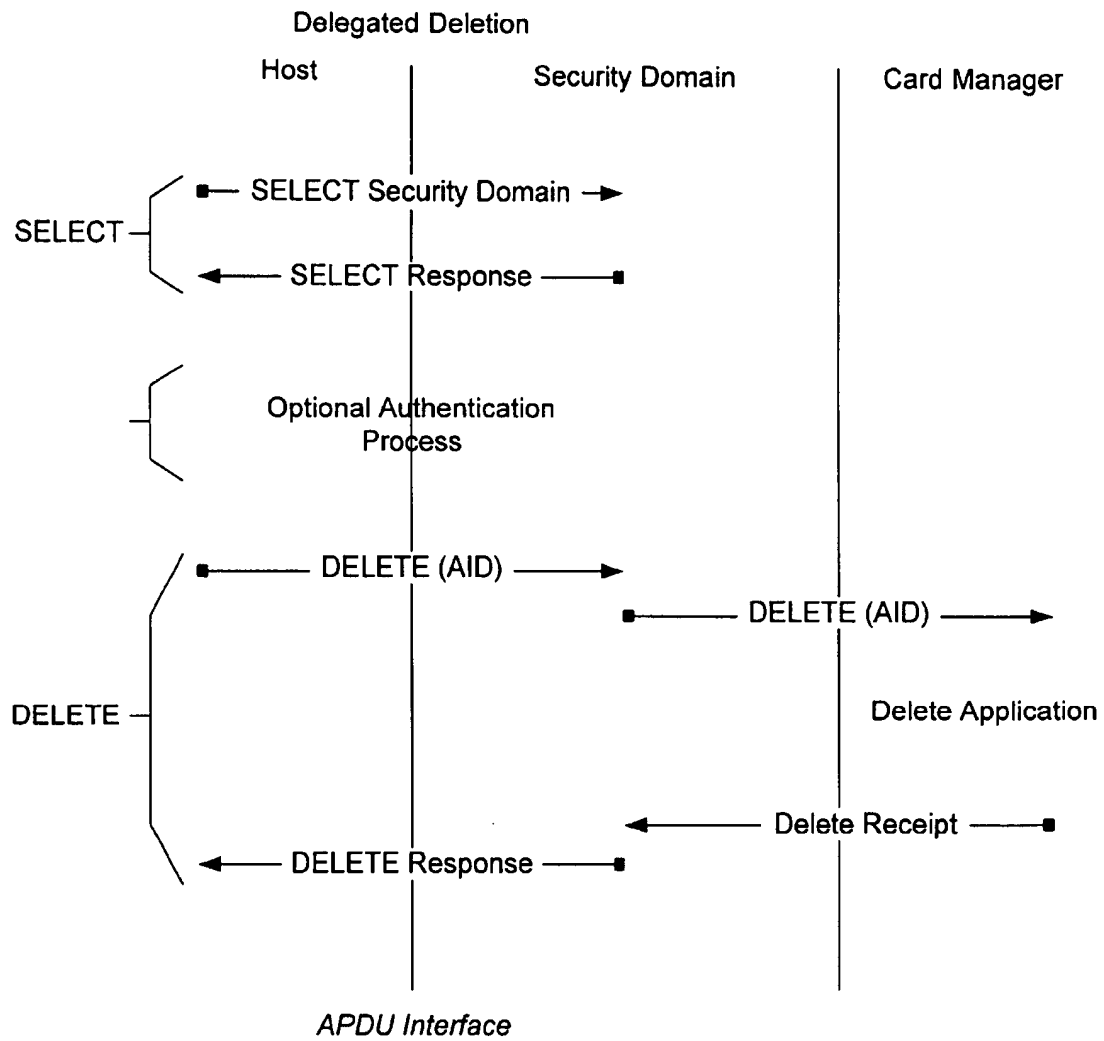 Delegated Deletion
Host
Security Domain
Card Manager
SELECT Security Domain
SELECT
SELECT Response
Optional Authentication
Process
DELETE (AID)
DELETE (AID)
DELETE
Delete Application
Delete Receipt
DELETE Response
APDU Interface